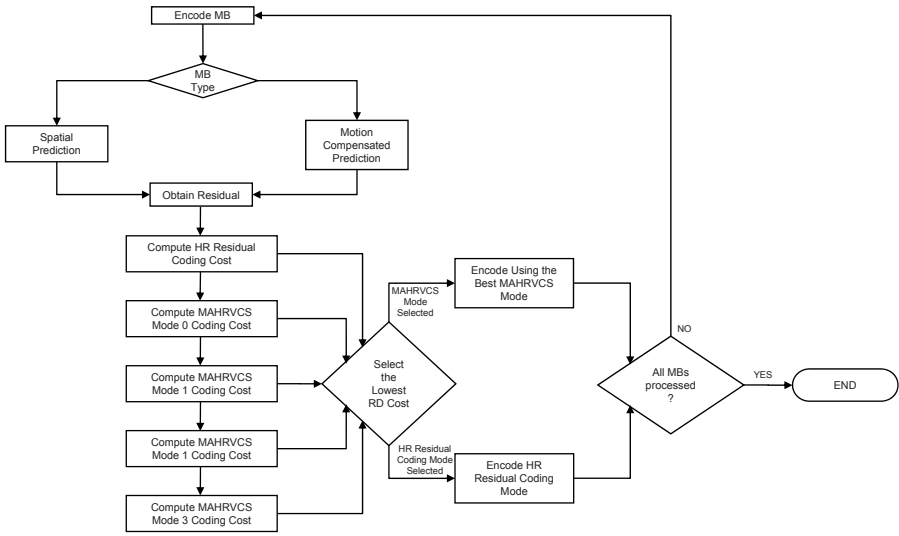 Encode MB
MB
Type
Spatial
Prediction
Motion
Compensated
Prediction
Obtain Residual
Compute HR Residual
Coding Cost
Compute MAHRVCS
Mode 0 Coding Cost
Compute MAHRVCS
Mode 1 Coding Cost
Compute MAHRVCS
Mode 1 Coding Cost
Compute MAHRVCS
Mode 3 Coding Cost
Select
the
Lowest
RD Cost
MAHRVCS
Mode
Selected
HR Residual
Coding Mode
Selected
Encode Using the
Best MAHRVCS
Mode
Encode HR
Residual Coding
Mode
All MBs
processed
?
NO
YES
END